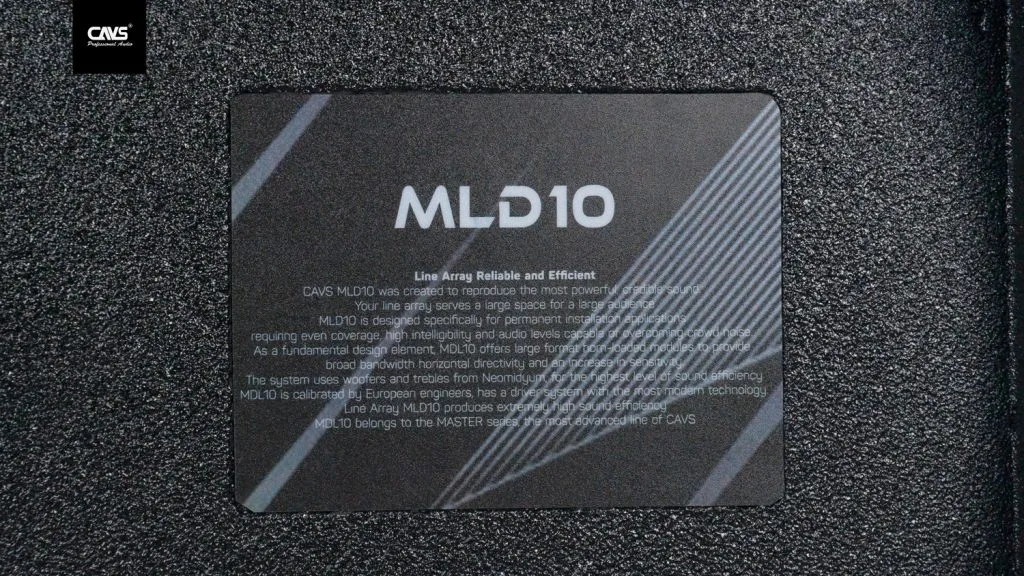 CAVS®
Professional Audio
MLD10
Line Array Reliable and Efficient
CAVS MLD10 was created to reproduce the most powerful, credible sound.
Your line array serves a large space for a large audience.
MLD10 is designed specifically for permanent installation applications
requiring even coverage, high intelligibility and audio levels capable of overcoming crowd noise.
As a fundamental design element, MDL10 offers large format horn-loaded modules to provide
broad bandwidth horizontal directivity and an increase in sensitivity.
The system uses woofers and trebles from Neomidyum, for the highest level of sound efficiency
MDL10 is calibrated by European engineers, has a driver system with the most modern technology
Line Array MLD10 produces extremely high sound efficiency
MDL10 belongs to the MASTER series, the most advanced line of CAVS